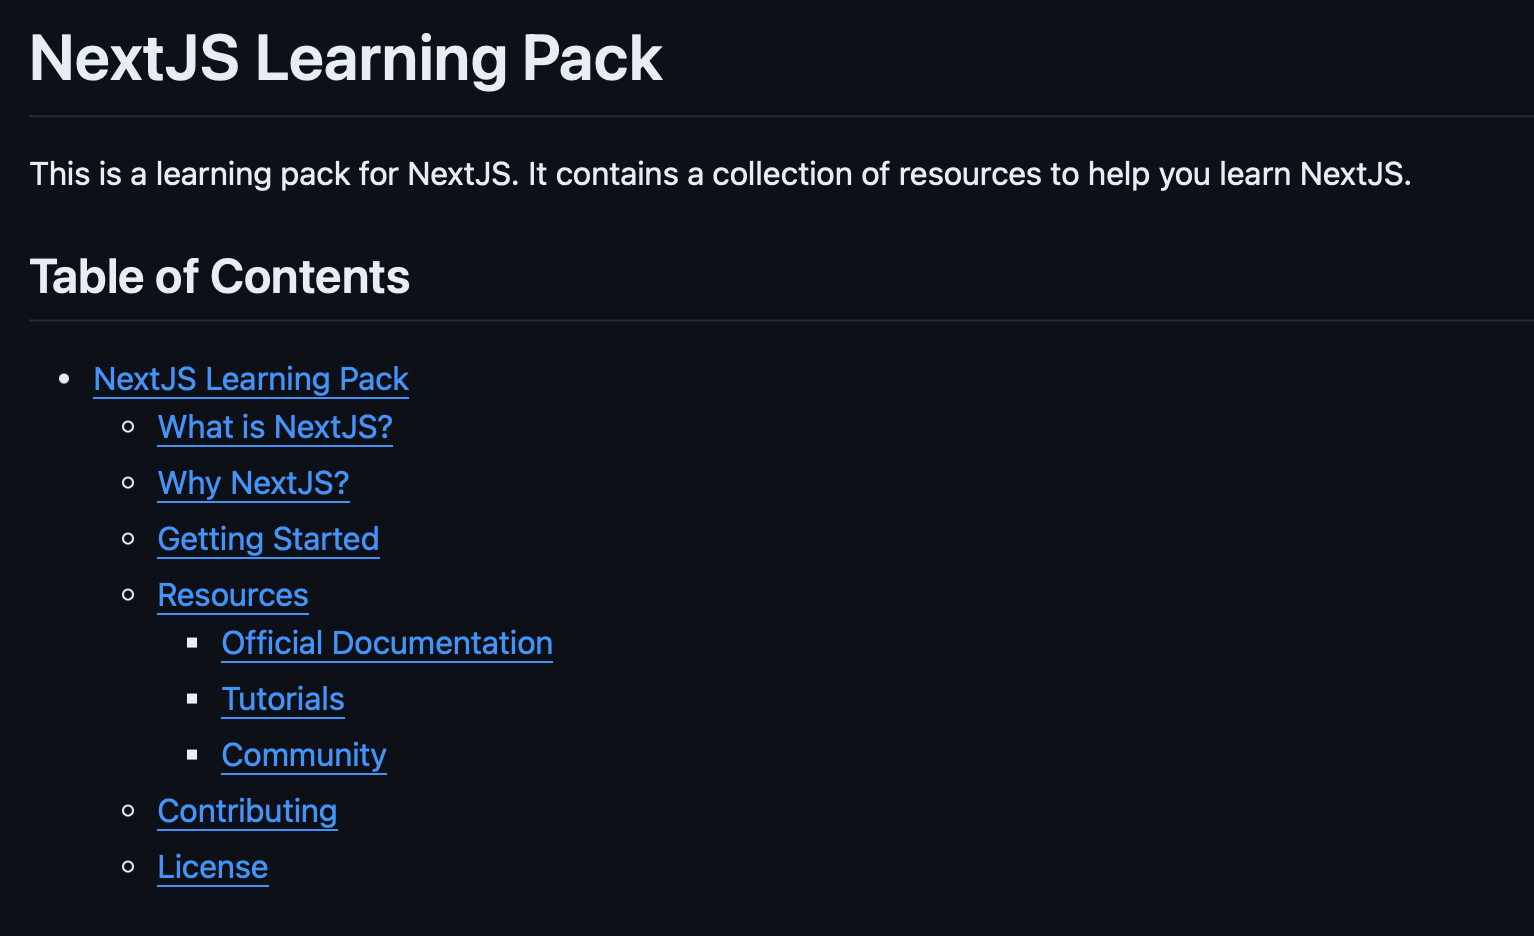 NextJS Learning Pack
This is a learning pack for NextJS. It contains a collection of resources to help you learn NextJS.
Table of Contents
NextJS Learning Pack
What is NextJS?
Why NextJS?
Getting Started
Resources
Official Documentation
Tutorials
Community
Contributing
License